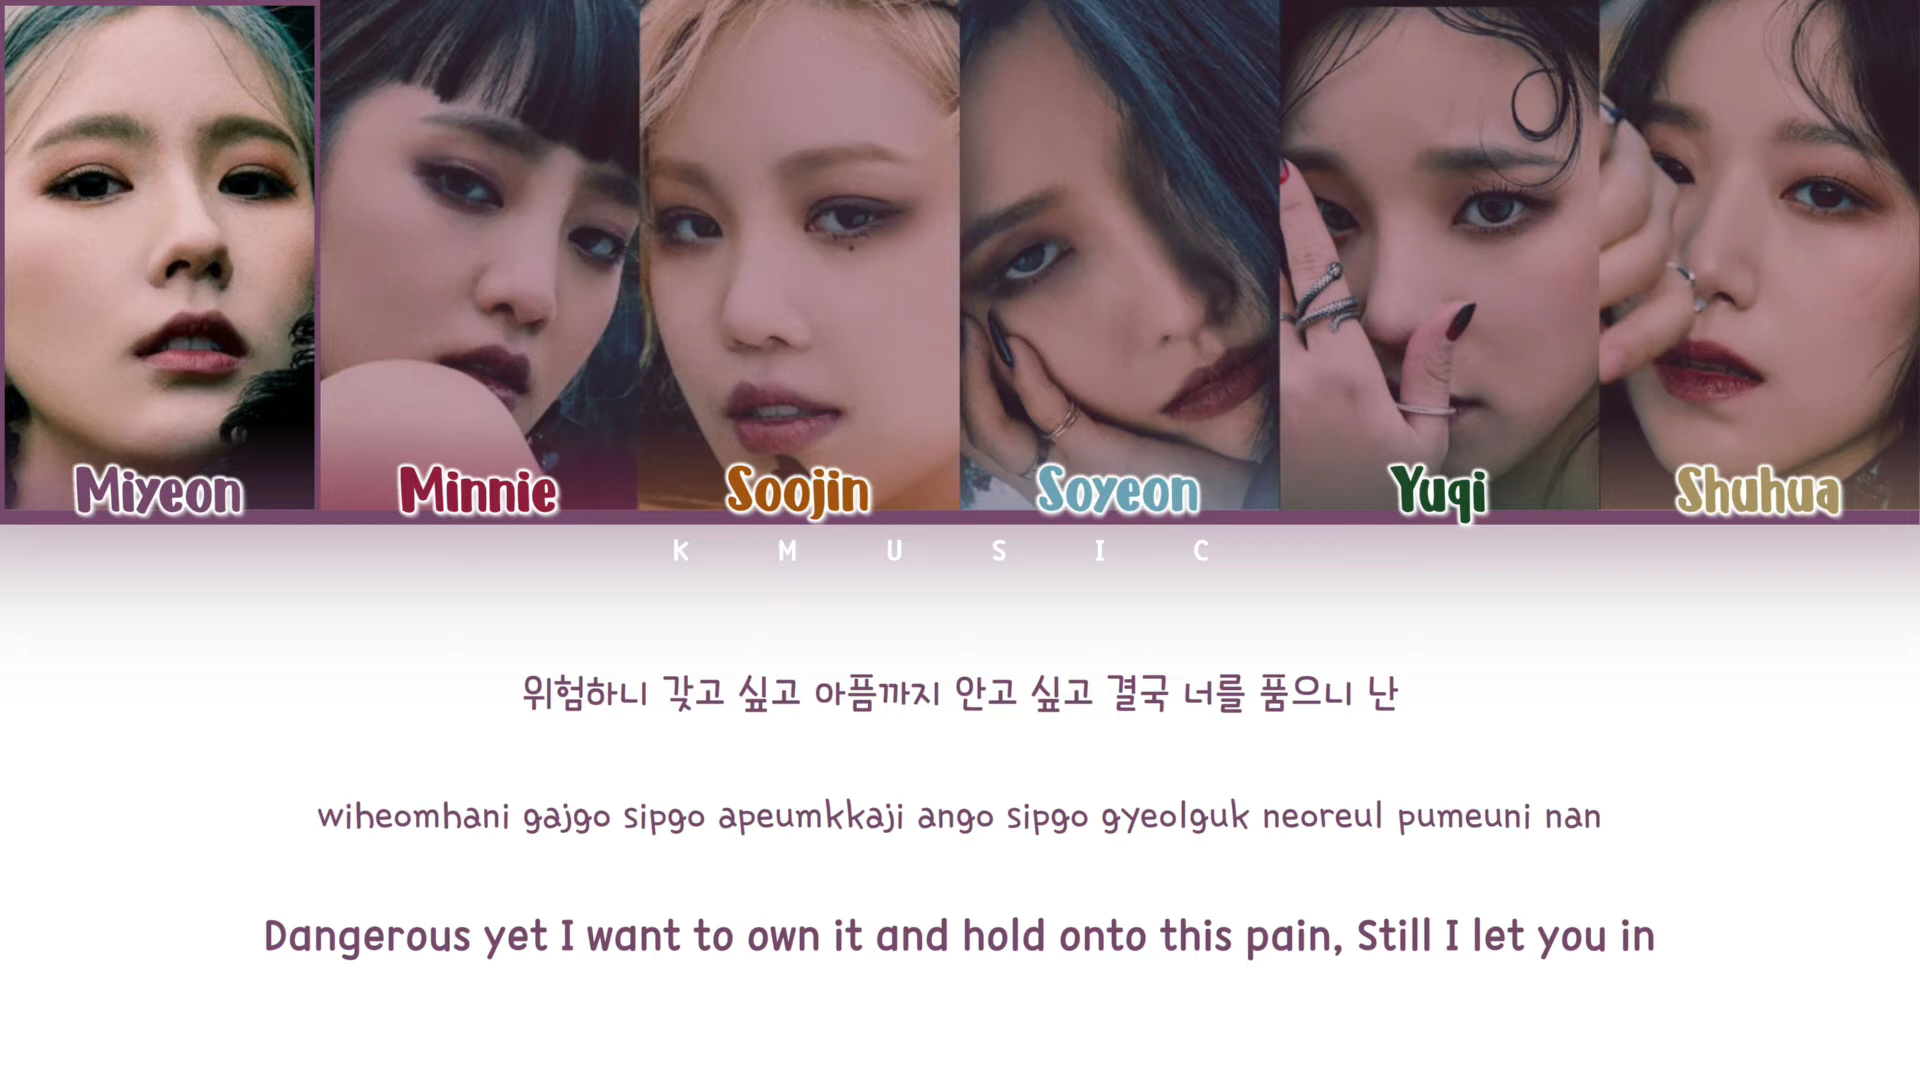 Miyeon Minnie Soojin Soyeon Yuqi Shuhua
K M U S I C
위험하니 갖고 싶고 아픔까지 안고 싶고 결국 너를 품으니 난
wiheomhani gajgo sipgo apeumkkaji ango sipgo gyeolguk neoreul pumeuni nan
Dangerous yet I want to own it and hold onto this pain, Still I let you in